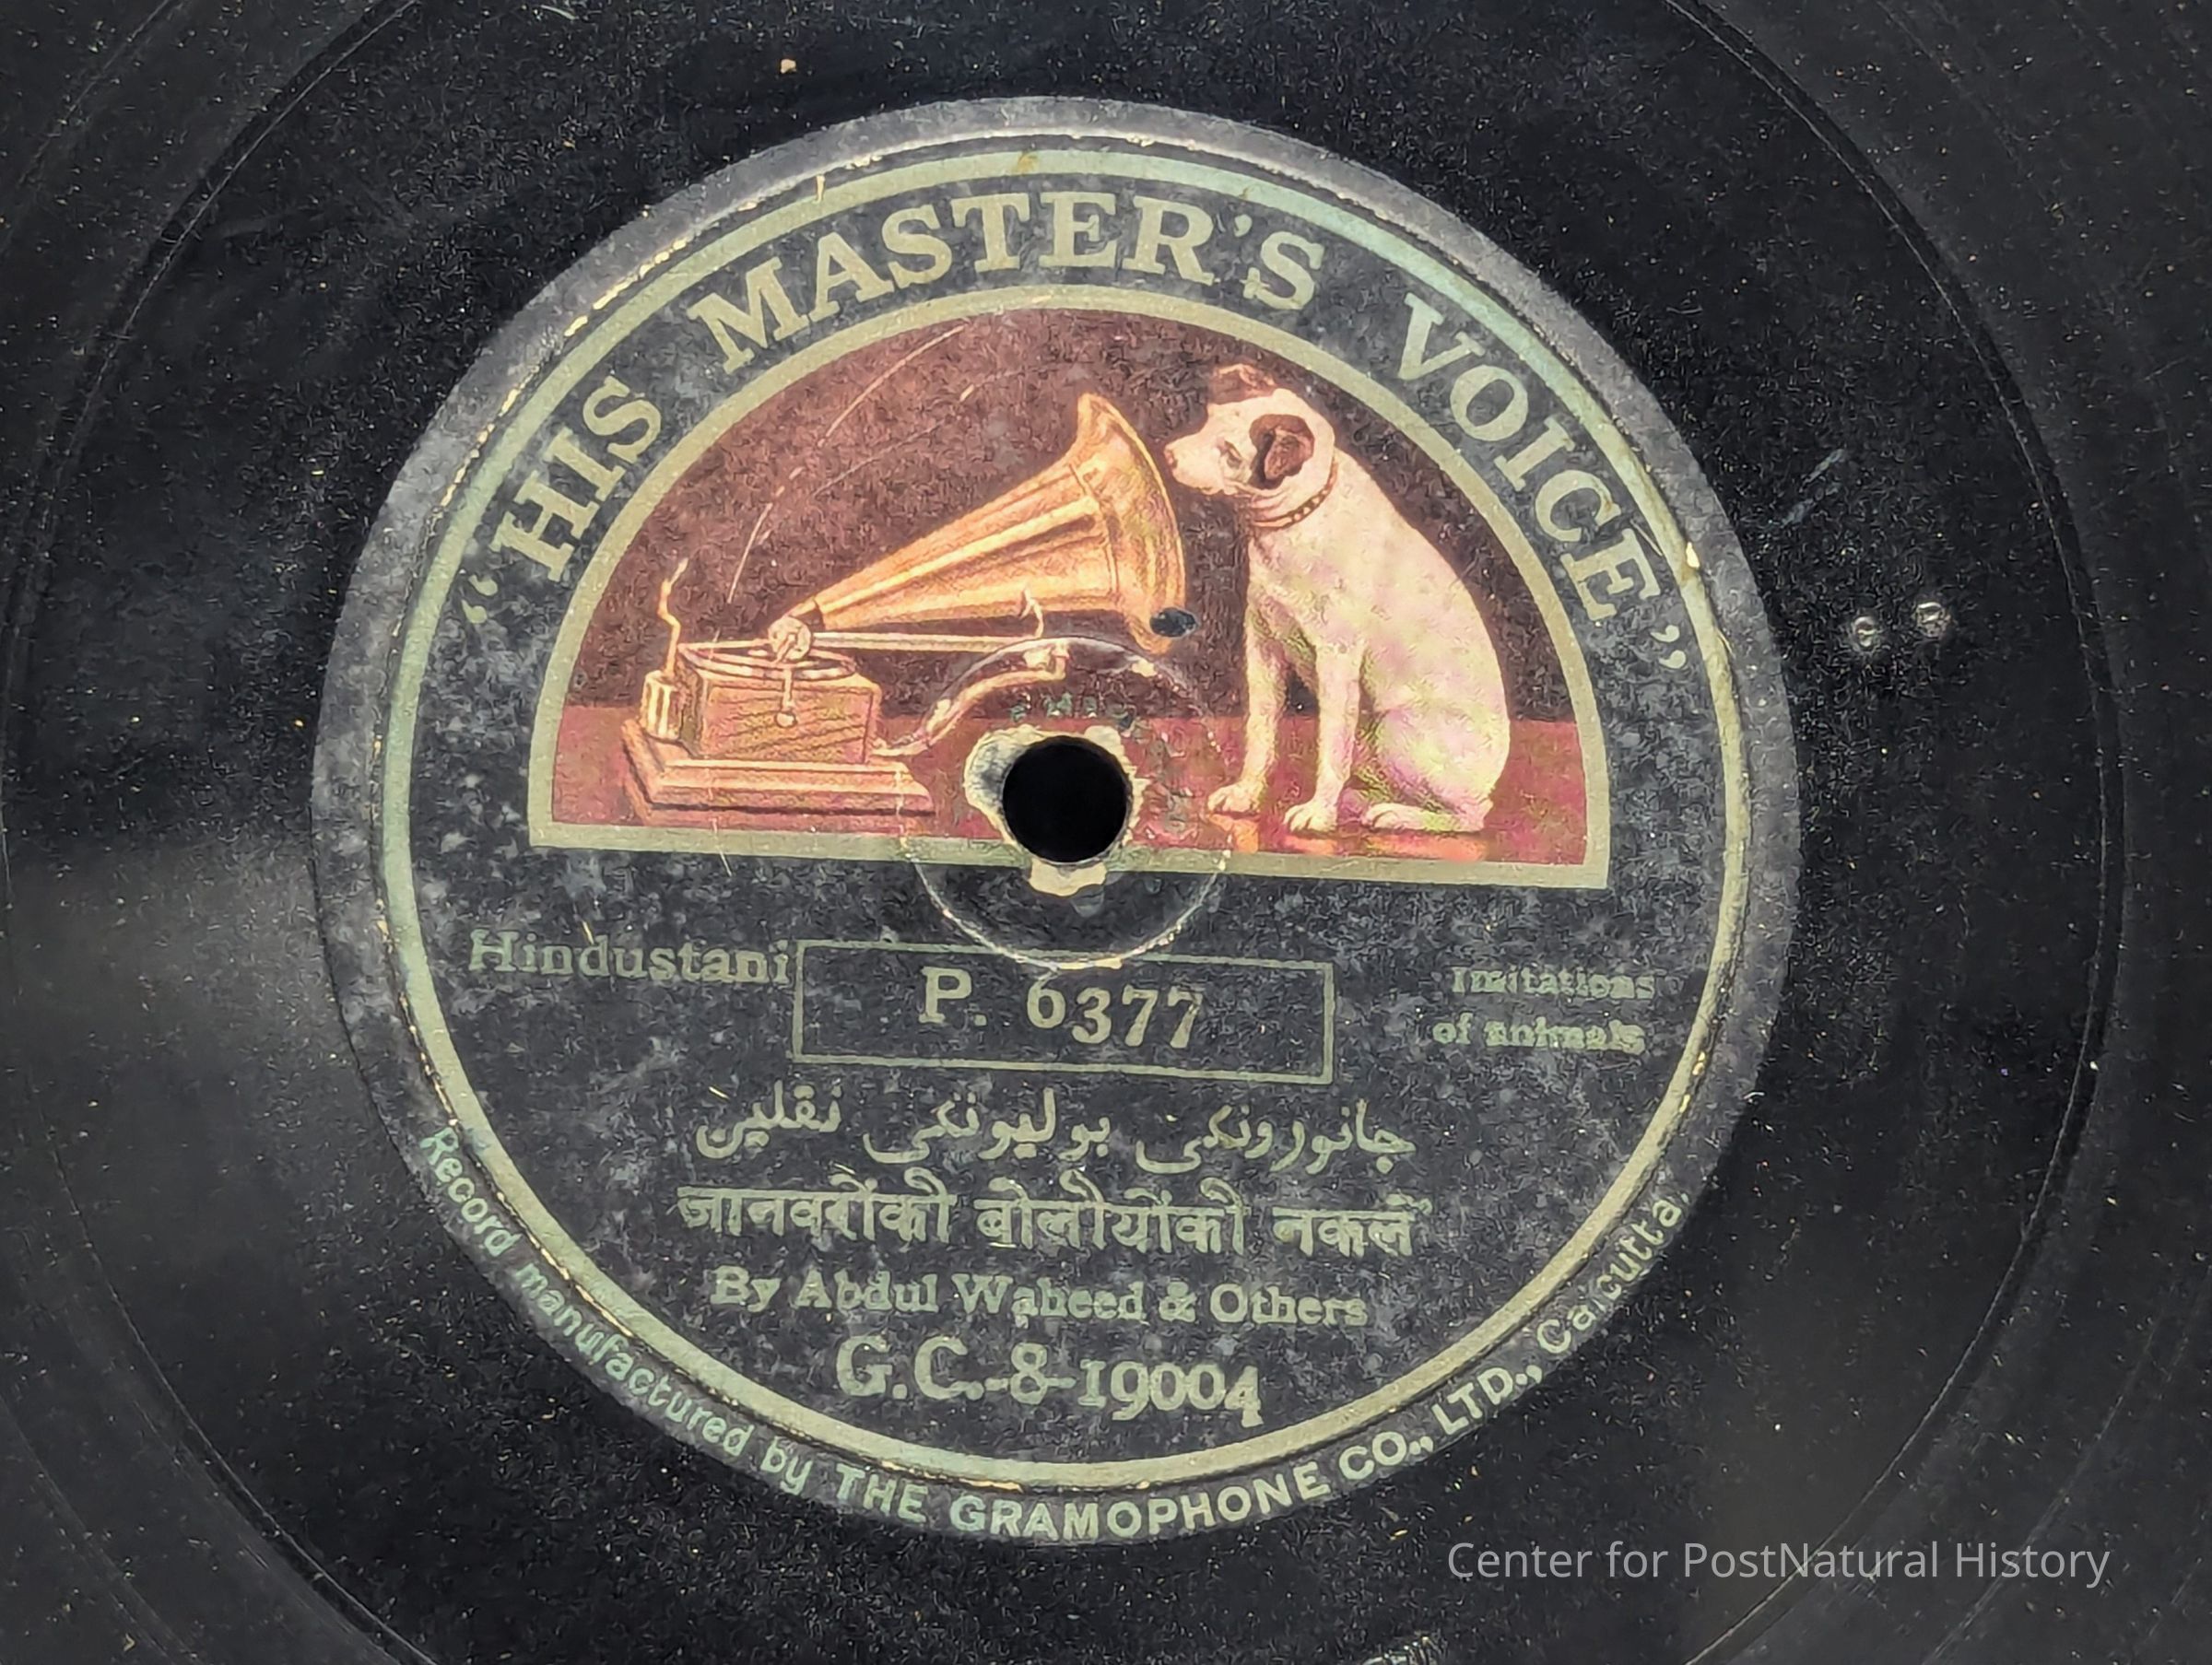 “HIS MASTER'S VOICE”
Hindustani
P. 6377
Imitations
of animals
جانورونکی بولیونکی نقلین
जानवरोंकी बोलीयोंकी नकलें
By Abdul Waheed & Others
G.C.-8-19004
Record manufactured by THE GRAMOPHONE CO., LTD., Calcutta.
Center for PostNatural History